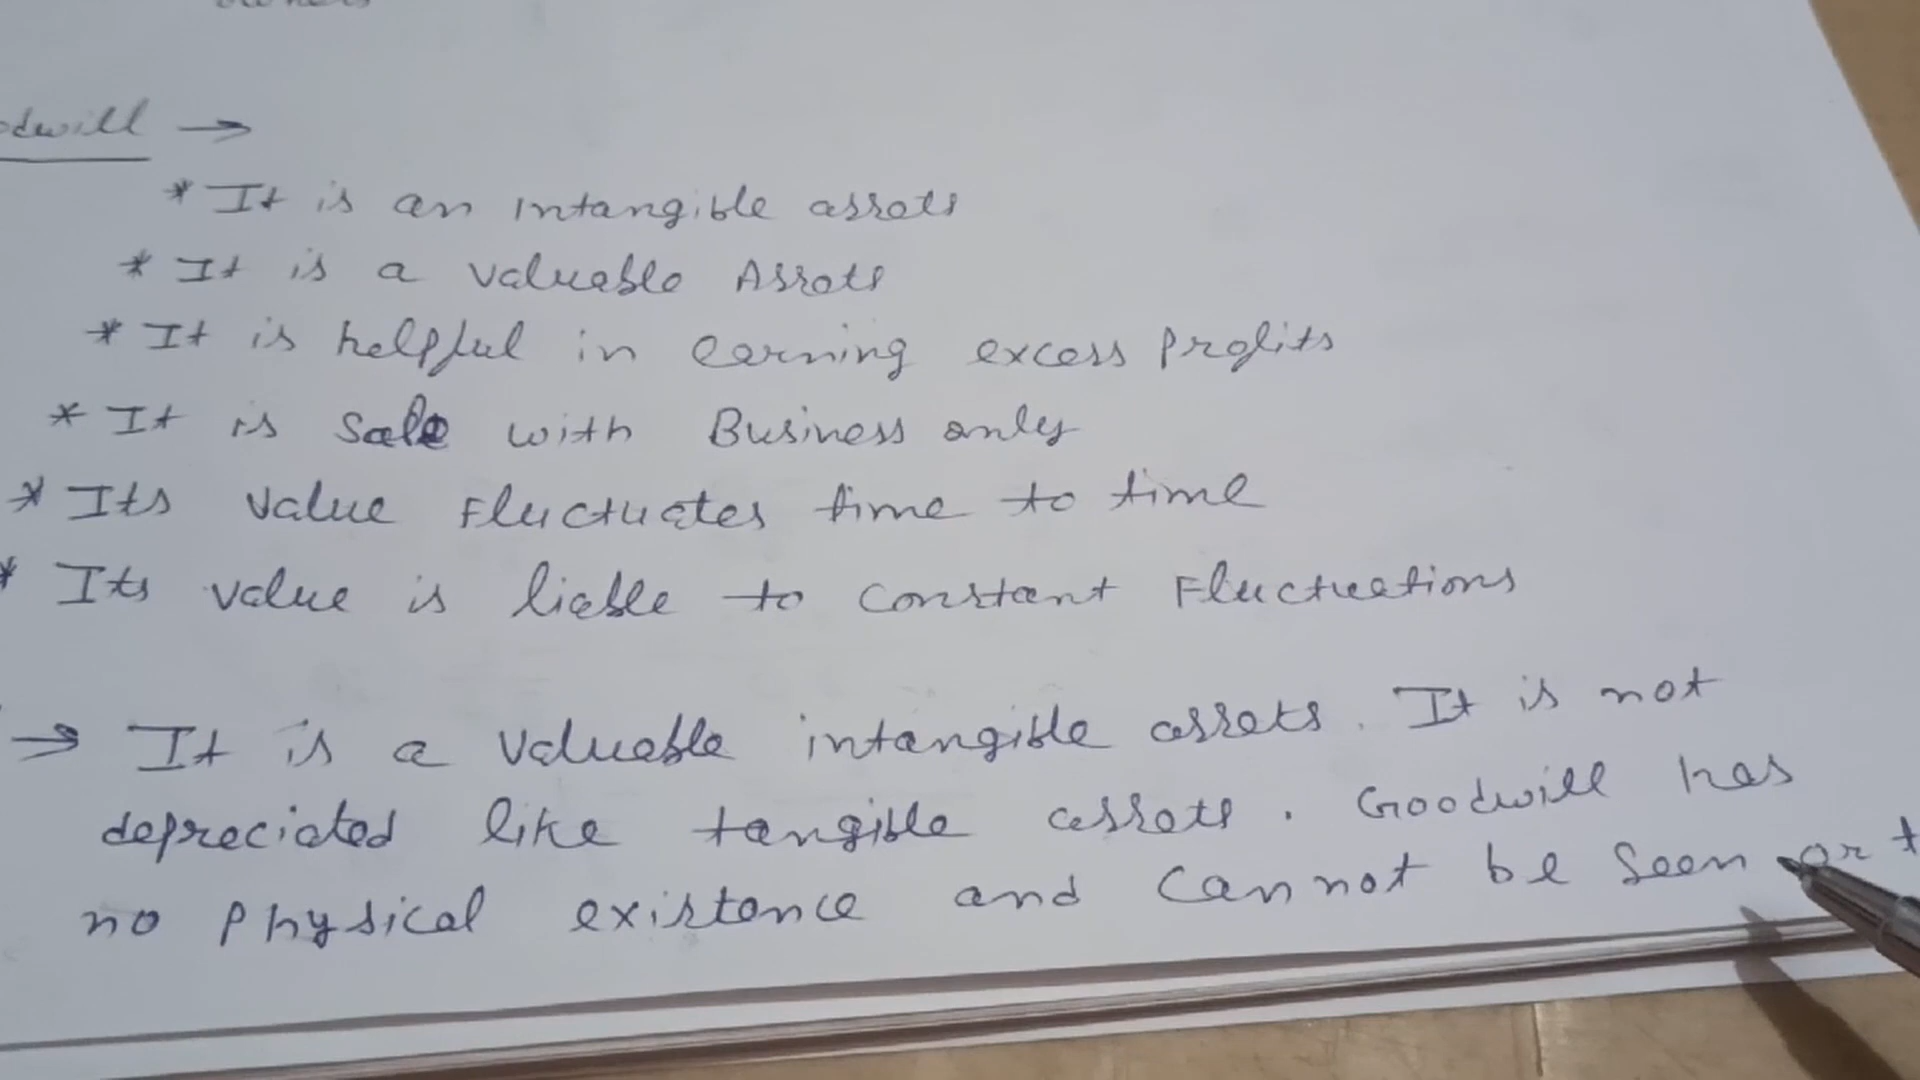 odwill →
* It is an intangible assets
* It is a valuable Assets
* It is helpful in earning excess profits
* It is Sale with Business only
* Its value Fluctuates time to time
* Its value is liable to constant Fluctuations
→ It is a Valuable intangible assets. It is not
depreciated like tangible assets. Goodwill has
no physical existence and cannot be seen or t